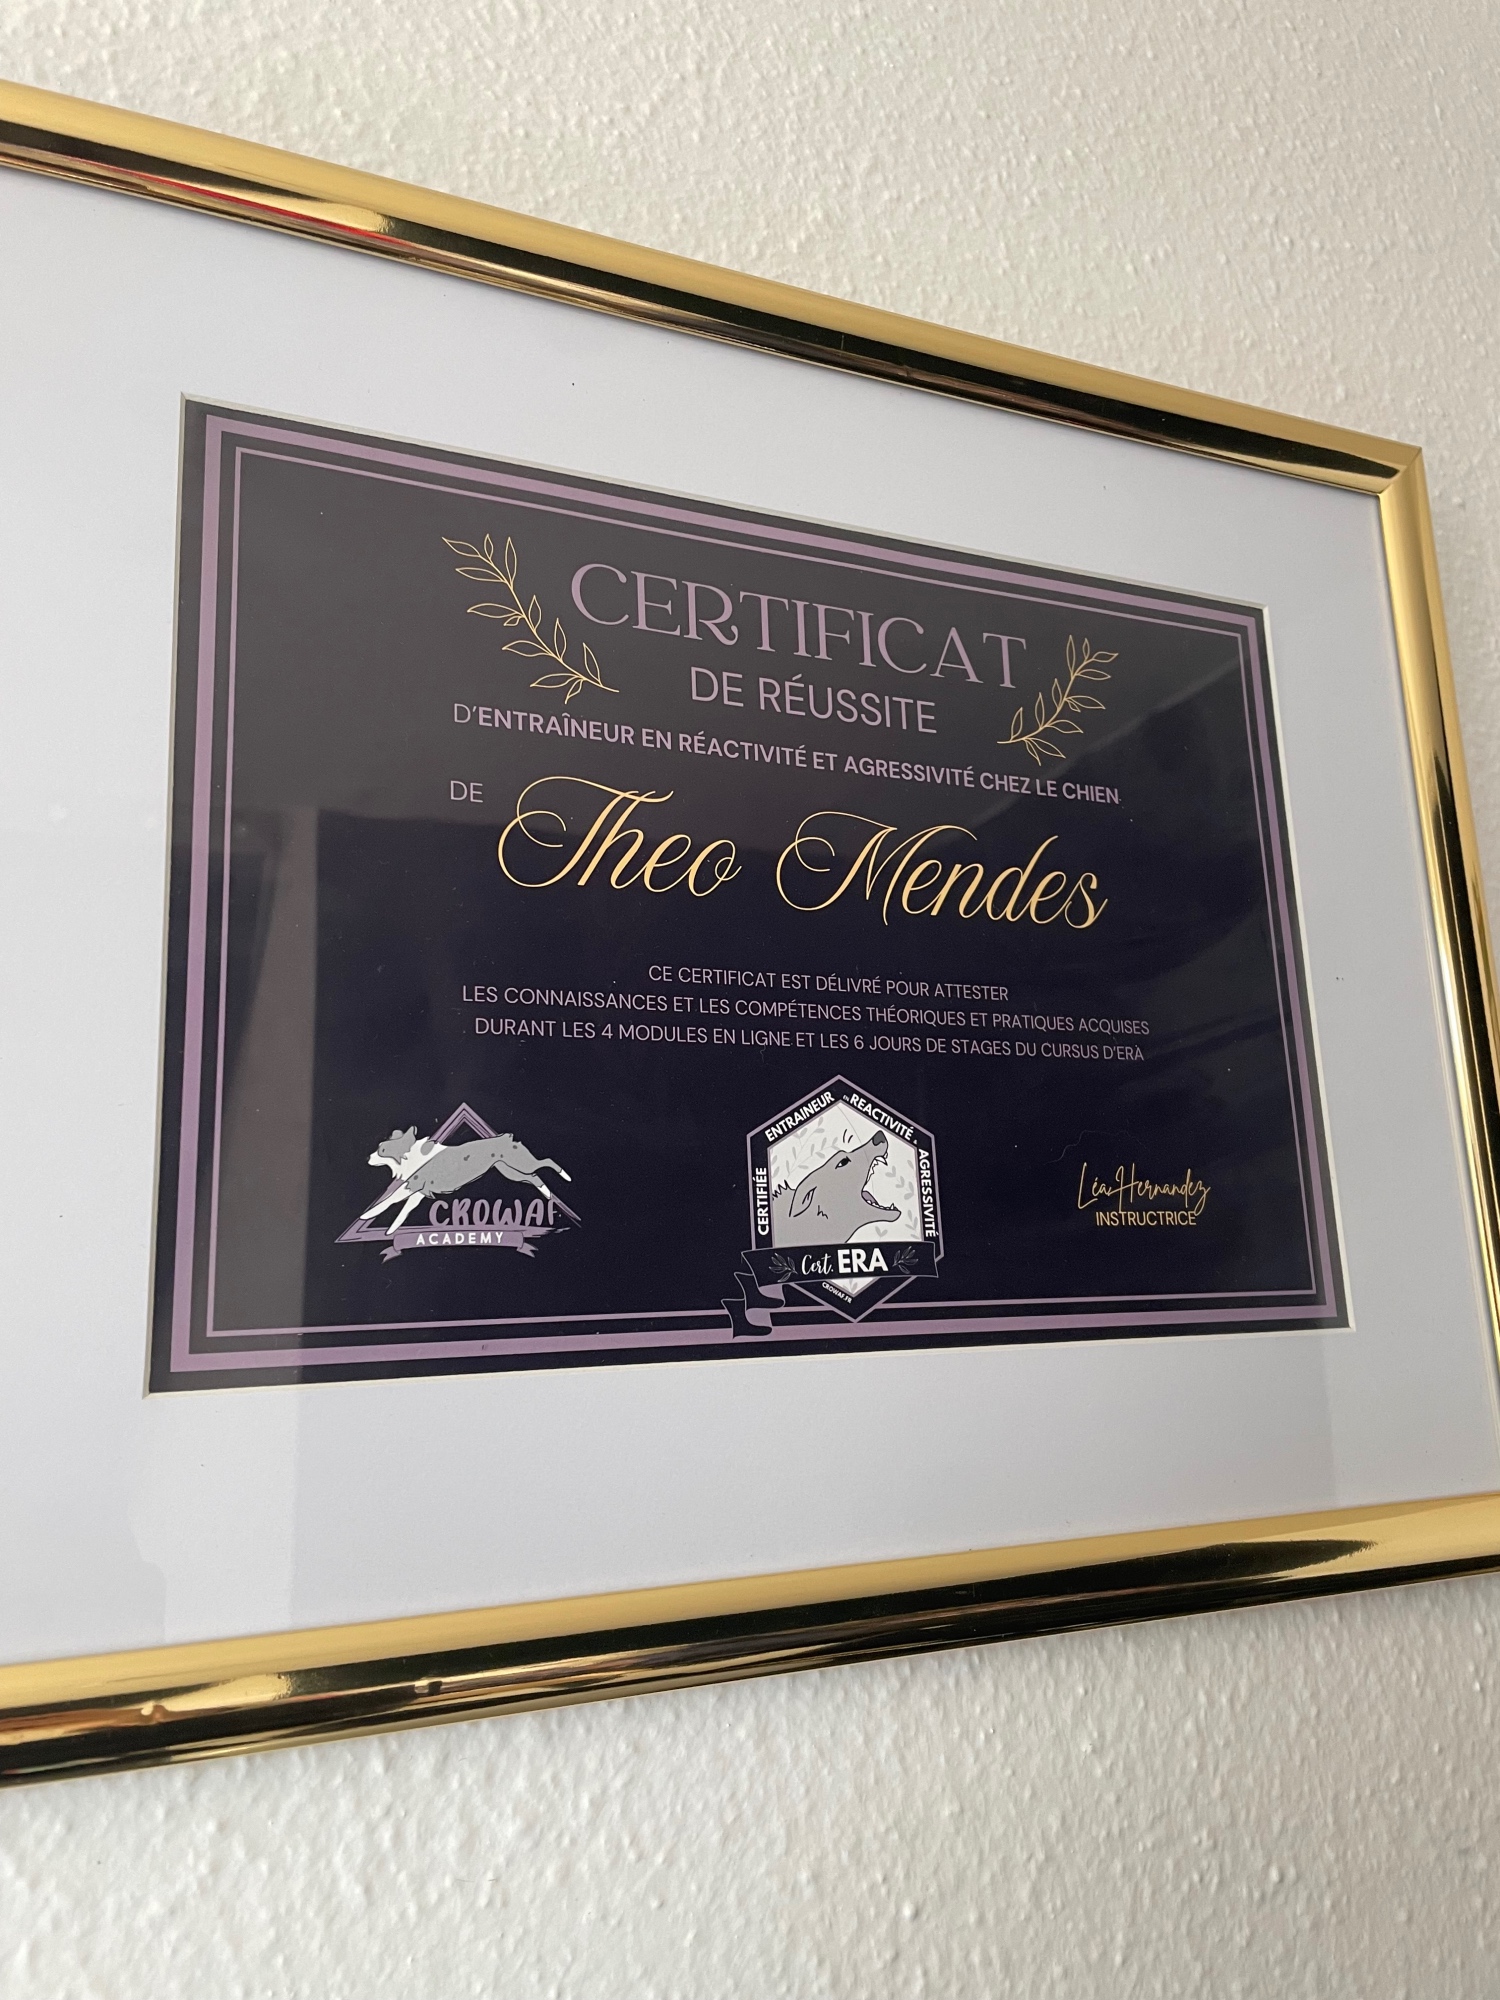 CERTIFICAT
DE RÉUSSITE
D'ENTRAÎNEUR EN RÉACTIVITÉ ET AGRESSIVITÉ CHEZ LE CHIEN
DE Theo Mendes
CE CERTIFICAT EST DÉLIVRÉ POUR ATTESTER
LES CONNAISSANCES ET LES COMPÉTENCES THÉORIQUES ET PRATIQUES ACQUISES
DURANT LES 4 MODULES EN LIGNE ET LES 6 JOURS DE STAGES DU CURSUS D'ERA
CROWAF
ACADEMY
CERTIFIÉE
ENTRAINEUR EN REACTIVITÉ &
AGRESSIVITÉ
Cert. ERA
CROWAF.FR
Léa Hernandez
INSTRUCTRICE